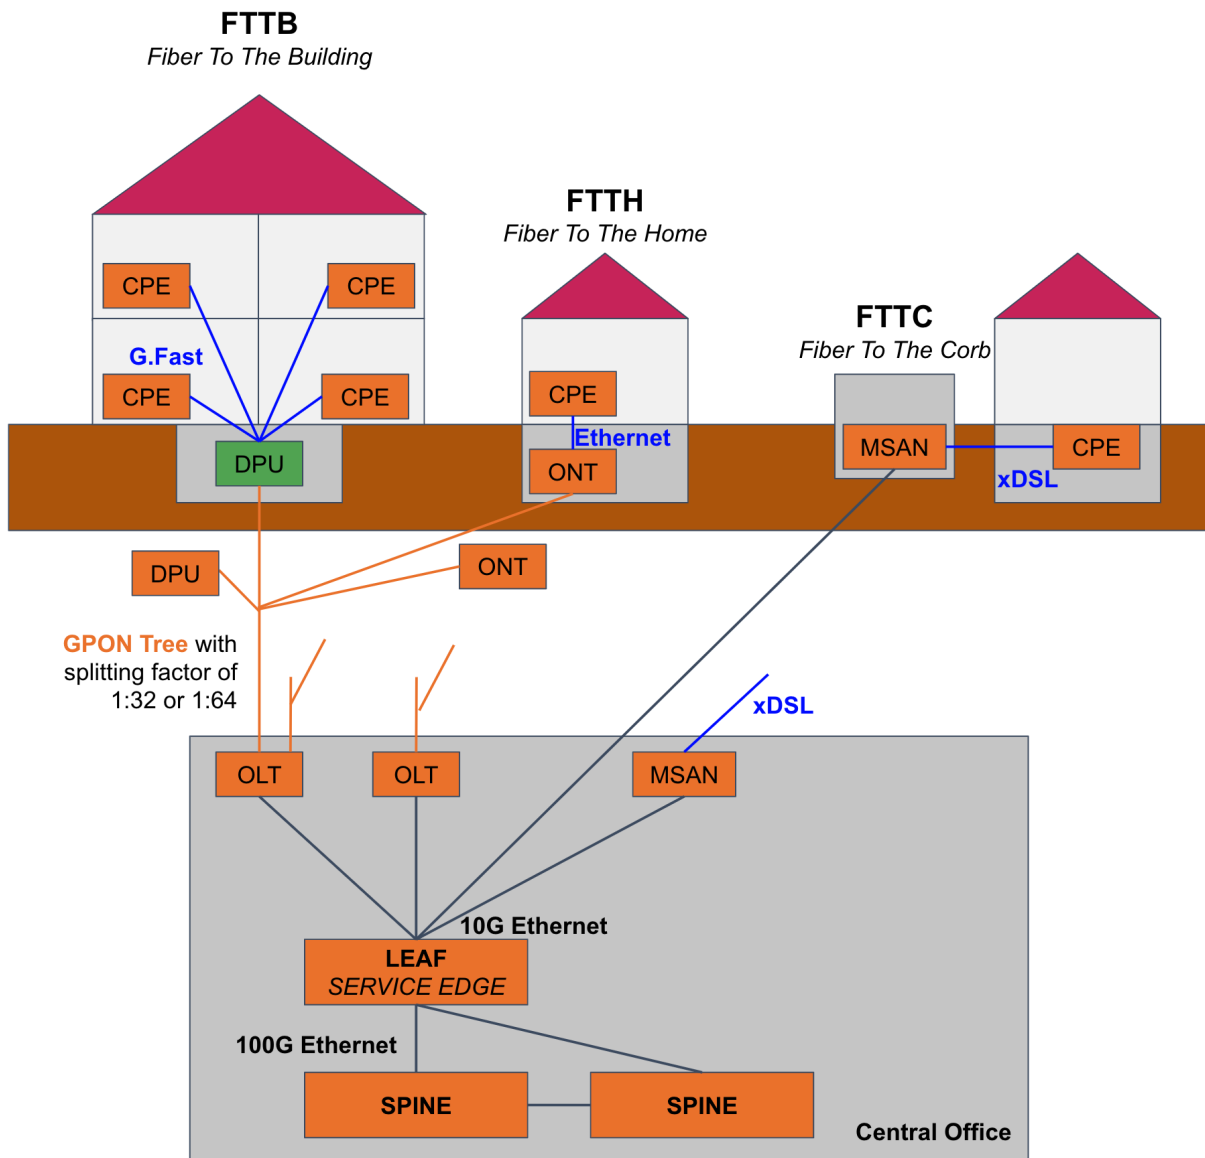 FTTB
Fiber To The Building
FTTH
Fiber To The Home
CPE
CPE
FTTC
Fiber To The Corb
G.Fast
CPE
CPE
CPE
Ethernet
DPU
ONT
MSAN
CPE
xDSL
DPU
ONT
GPON Tree with
splitting factor of
1:32 or 1:64
xDSL
OLT
OLT
MSAN
10G Ethernet
LEAF
SERVICE EDGE
100G Ethernet
SPINE
SPINE
Central Office